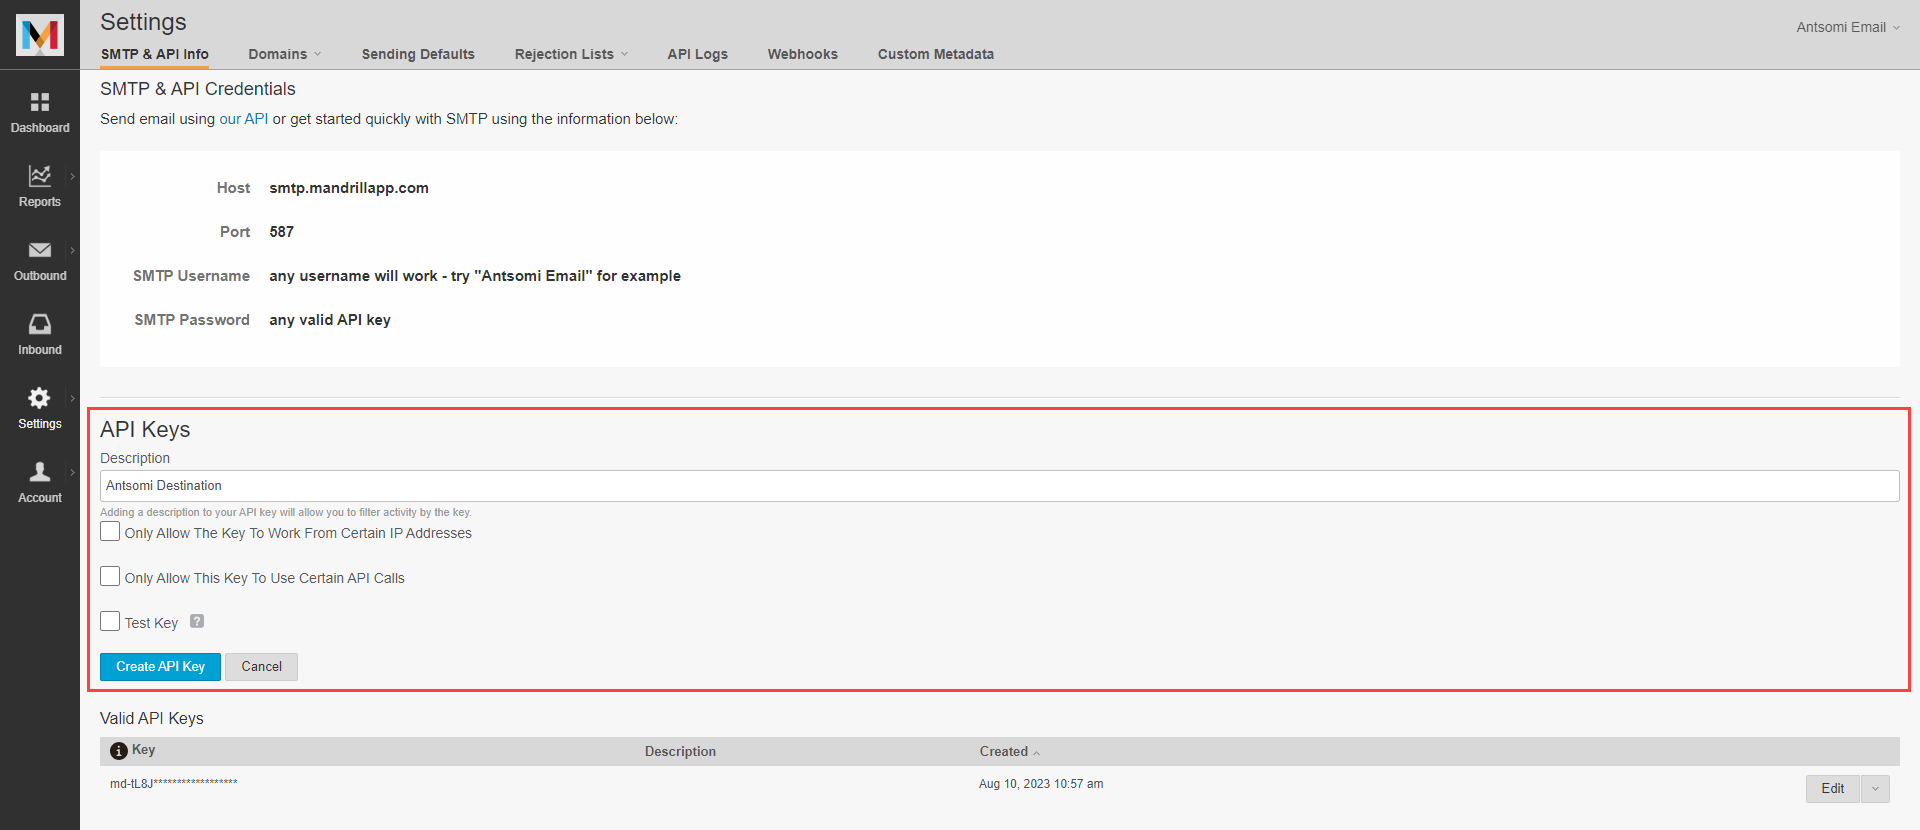 Settings
Antsomi Email
SMTP & API Info Domains Sending Defaults Rejection Lists API Logs Webhooks Custom Metadata
Dashboard
Reports
Outbound
Inbound
Settings
Account
SMTP & API Credentials
Send email using our API or get started quickly with SMTP using the information below:
Host smtp.mandrillapp.com
Port 587
SMTP Username any username will work - try "Antsomi Email" for example
SMTP Password any valid API key
API Keys
Description
Antsomi Destination
Adding a description to your API key will allow you to filter activity by the key.
Only Allow The Key To Work From Certain IP Addresses
Only Allow This Key To Use Certain API Calls
Test Key ?
Create API Key Cancel
Valid API Keys
Key Description Created
md-tL8J****************** Aug 10, 2023 10:57 am Edit